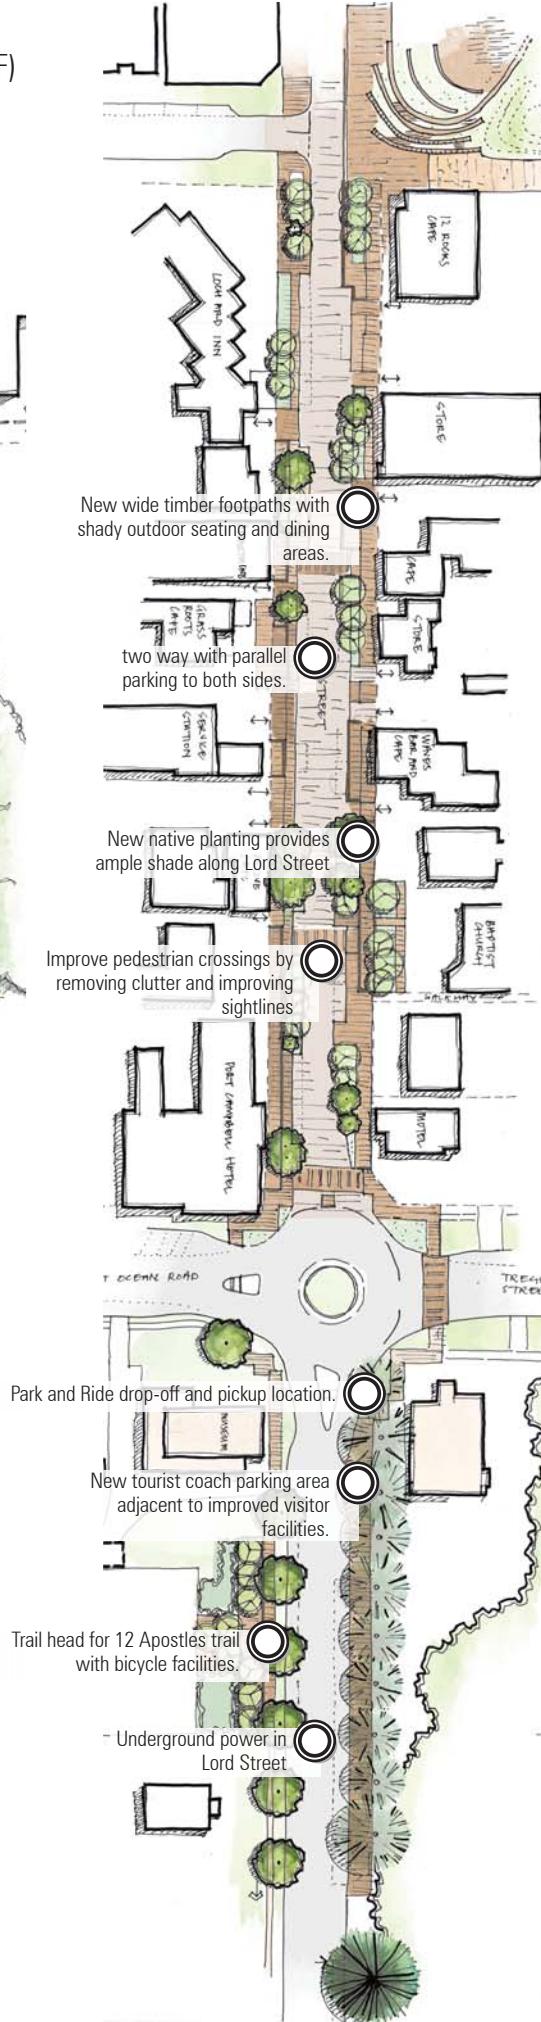 F)
12 ROCKS
CAFE
LOCH ARD INN
STORE
New wide timber footpaths with
shady outdoor seating and dining
areas.
CAFE
GRASS
ROOTS
CAFE
STORE
two way with parallel
parking to both sides.
STREET
SERVICE
STATION
WAVES
BAR AND
CAFE
New native planting provides
ample shade along Lord Street
BAPTIST
CHURCH
Improve pedestrian crossings by
removing clutter and improving
sightlines
WALKWAY
PORT CAMPBELL HOTEL
MOTEL
T OCEAN ROAD
TREG
STREE
Park and Ride drop-off and pickup location.
MUSEUM
New tourist coach parking area
adjacent to improved visitor
facilities.
Trail head for 12 Apostles trail
with bicycle facilities.
Underground power in
Lord Street